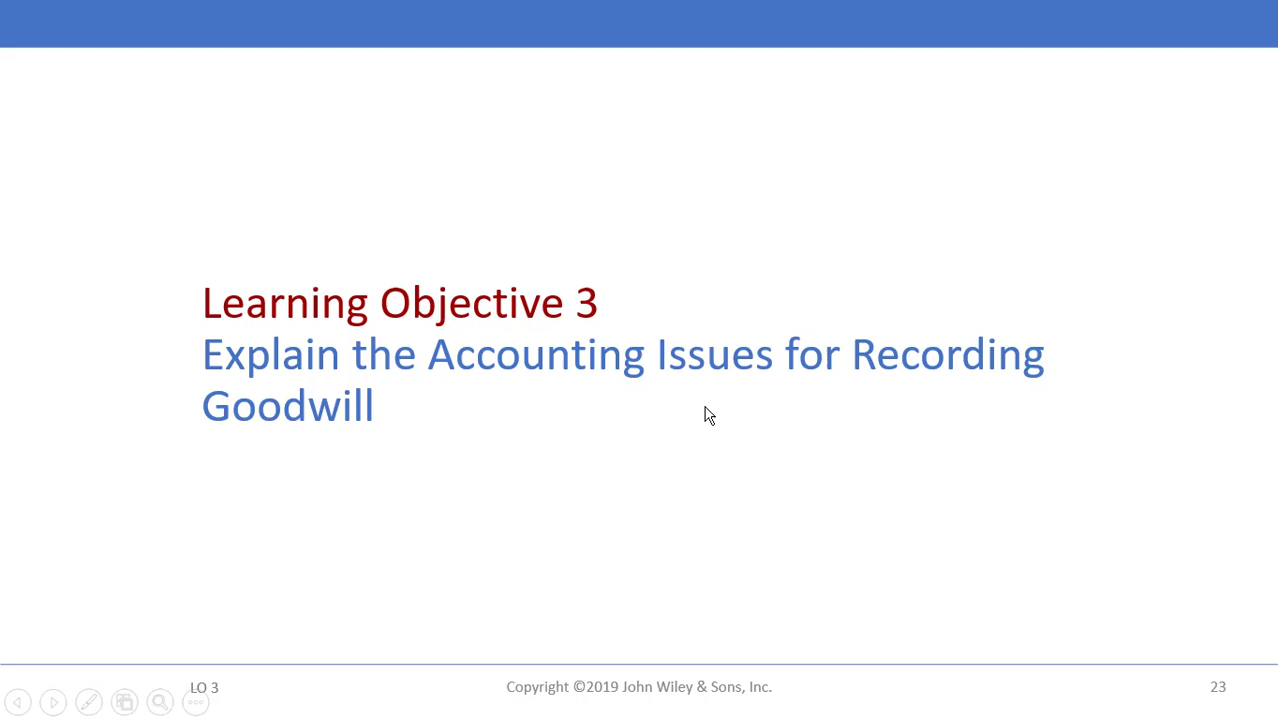 Learning Objective 3
Explain the Accounting Issues for Recording
Goodwill
LO 3
Copyright ©2019 John Wiley & Sons, Inc.
23